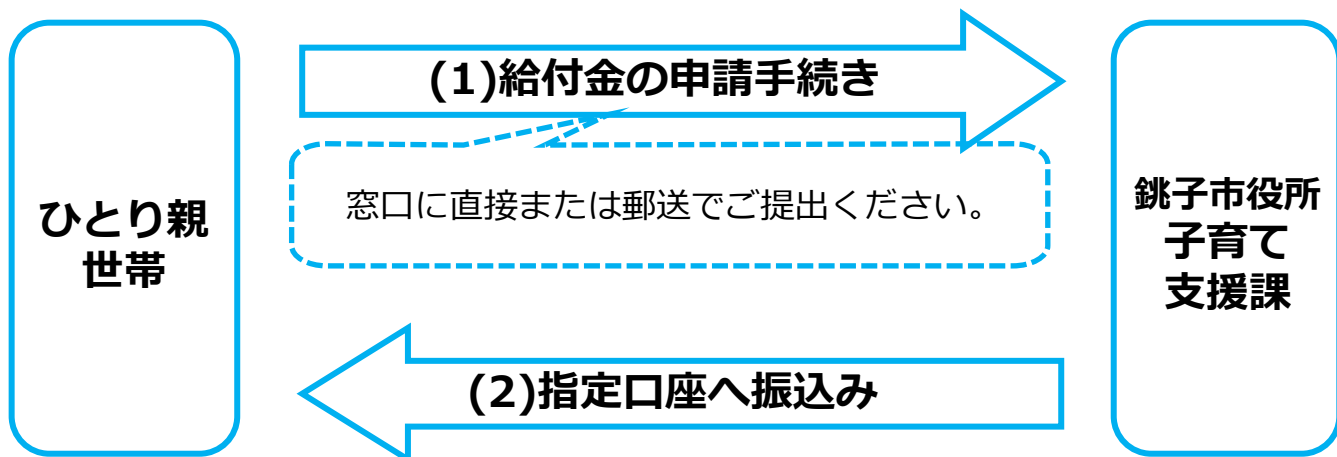 (1)給付金の申請手続き
窓口に直接または郵送でご提出ください。
ひとり親
世帯
銚子市役所
子育て
支援課
(2)指定口座へ振込み